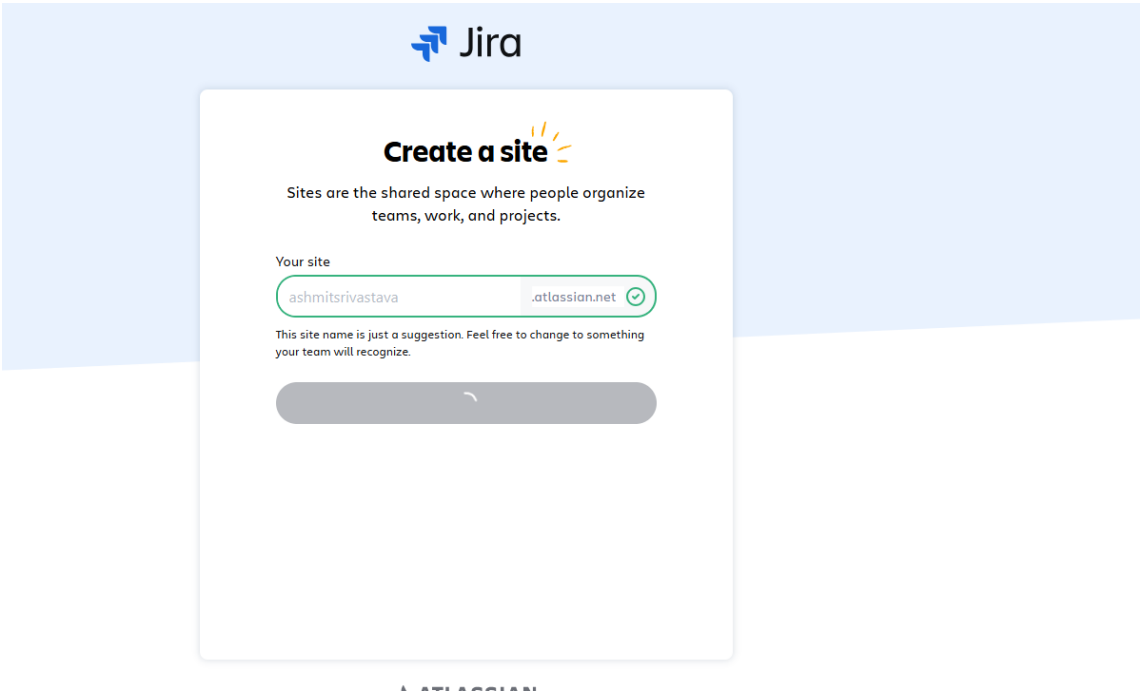 Jira
Create a site
Sites are the shared space where people organize
teams, work, and projects.
Your site
ashmitsrivastava .atlassian.net
This site name is just a suggestion. Feel free to change to something
your team will recognize.
ATLASSIAN